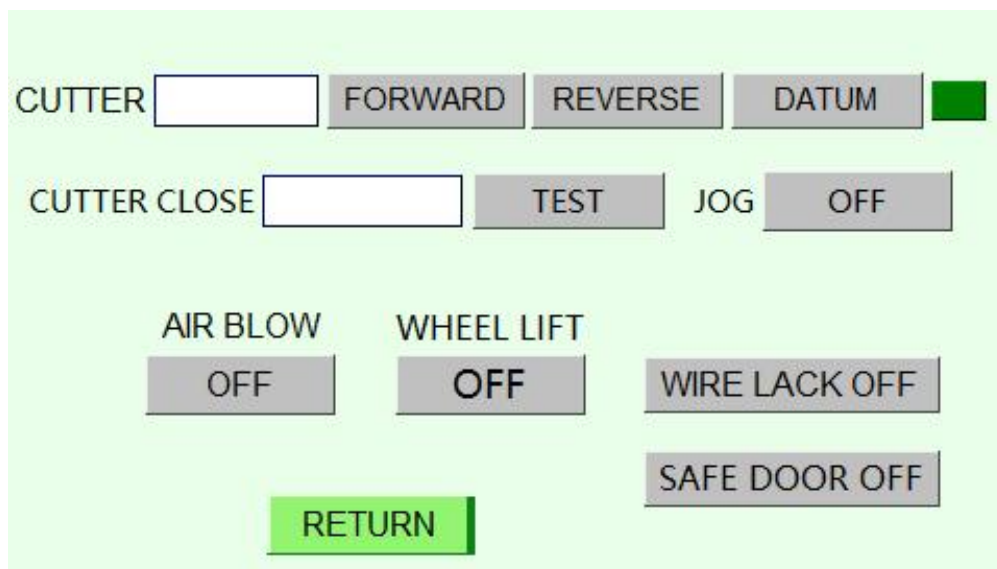 CUTTER FORWARD REVERSE DATUM
CUTTER CLOSE TEST JOG OFF
AIR BLOW WHEEL LIFT
OFF OFF WIRE LACK OFF
SAFE DOOR OFF
RETURN